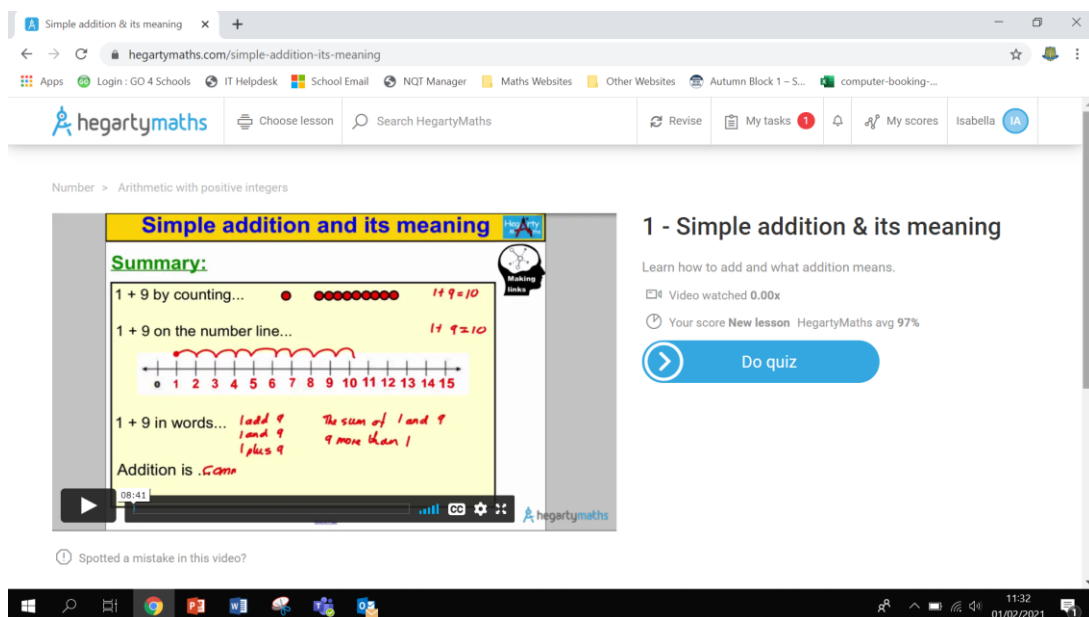 Simple addition & its meaning
hegartymaths.com/simple-addition-its-meaning
Apps Login : GO 4 Schools IT Helpdesk School Email NQT Manager Maths Websites Other Websites Autumn Block 1 – S... computer-booking-...
hegartymaths Choose lesson Search HegartyMaths Revise My tasks 1 My scores Isabella IA
Number > Arithmetic with positive integers
Simple addition and its meaning
Summary:
Making links
1 + 9 by counting... 1+9=10
1 + 9 on the number line... 1+9=10
0 1 2 3 4 5 6 7 8 9 10 11 12 13 14 15
1 + 9 in words... 1 add 9 The sum of 1 and 9
1 and 9 9 more than 1
1 plus 9
Addition is .Comm
08:41
CC
hegartymaths
Spotted a mistake in this video?
1 - Simple addition & its meaning
Learn how to add and what addition means.
Video watched 0.00x
Your score New lesson HegartyMaths avg 97%
Do quiz
11:32
01/02/2021